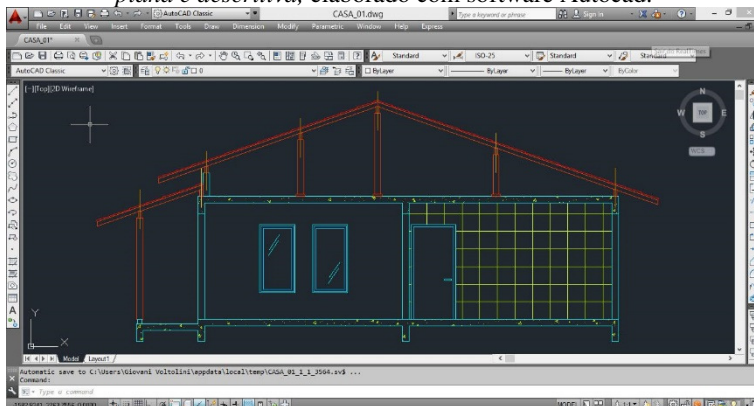 plana e descritiva, elaborado com software Autocad.
AutoCAD Classic
CASA_01.dwg
Type a keyword or phrase
Sign In
File Edit View Insert Format Tools Draw Dimension Modify Parametric Window Help Express
CASA_01*
Standard
ISO-25
Standard
AutoCAD Classic
0
ByLayer
ByLayer
ByLayer
ByColor
[-][Top][2D Wireframe]
N
W TOP E
S
WCS
Y
X
Model Layout1
Automatic save to C:\Users\Giovani Voltolini\appdata\local\temp\CASA_01_1_1_3564.sv$ ...
Command:
Type a command
MODEL